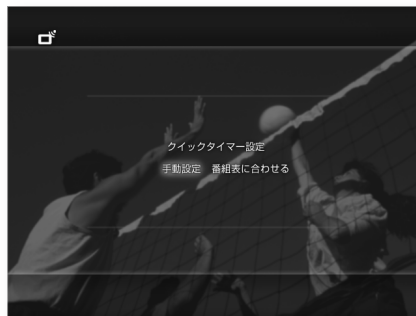 クイックタイマー設定
手動設定 番組表に合わせる